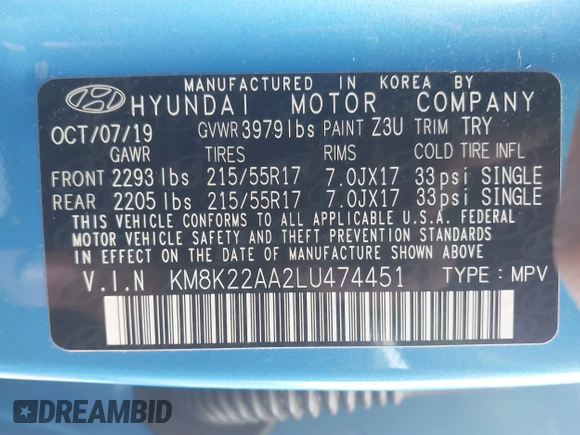 MANUFACTURED IN KOREA BY
HYUNDAI MOTOR COMPANY
OCT/07/19 GVWR 3979lbs PAINT Z3U TRIM TRY
GAWR TIRES RIMS COLD TIRE INFL
FRONT 2293 lbs 215/55R17 7.0JX17 33psi SINGLE
REAR 2205 lbs 215/55R17 7.0JX17 33psi SINGLE
THIS VEHICLE CONFORMS TO ALL APPLICABLE U.S.A. FEDERAL
MOTOR VEHICLE SAFETY AND THEFT PREVENTION STANDARDS
IN EFFECT ON THE DATE OF MANUFACTURE SHOWN ABOVE.
V.I.N KM8K22AA2LU474451 TYPE : MPV
DREAMBID